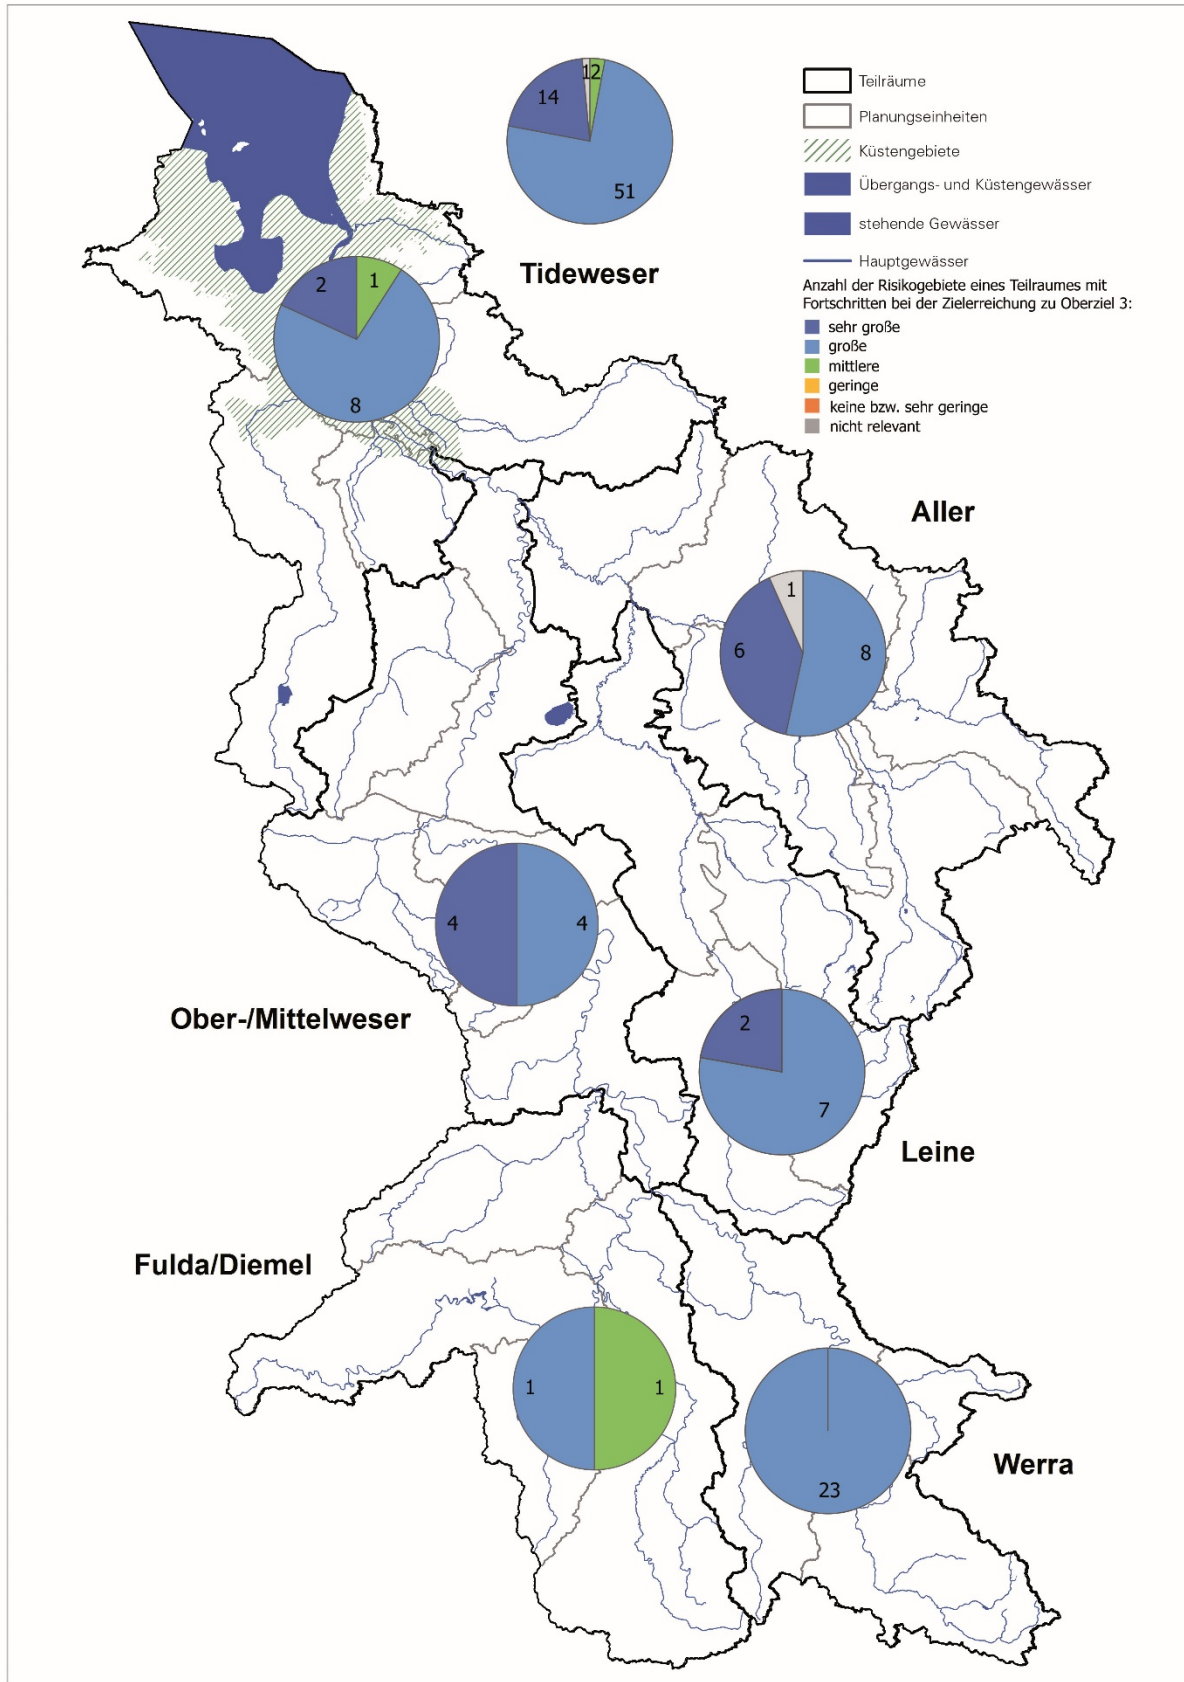 1
2
14
51
Tideweser
2
1
8
Teilräume
Planungseinheiten
Küstengebiete
Übergangs- und Küstengewässer
stehende Gewässer
Hauptgewässer
Anzahl der Risikogebiete eines Teilraumes mit
Fortschritten bei der Zielerreichung zu Oberziel 3:
sehr große
große
mittlere
geringe
keine bzw. sehr geringe
nicht relevant
Aller
1
6
8
4
4
Ober-/Mittelweser
2
7
Leine
Fulda/Diemel
1
1
23
Werra